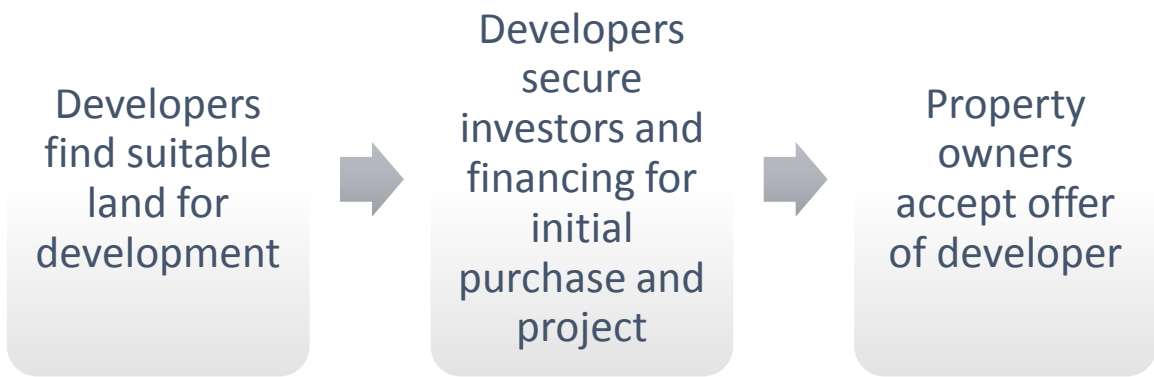 Developers
find suitable
land for
development
Developers
secure
investors and
financing for
initial
purchase and
project
Property
owners
accept offer
of developer